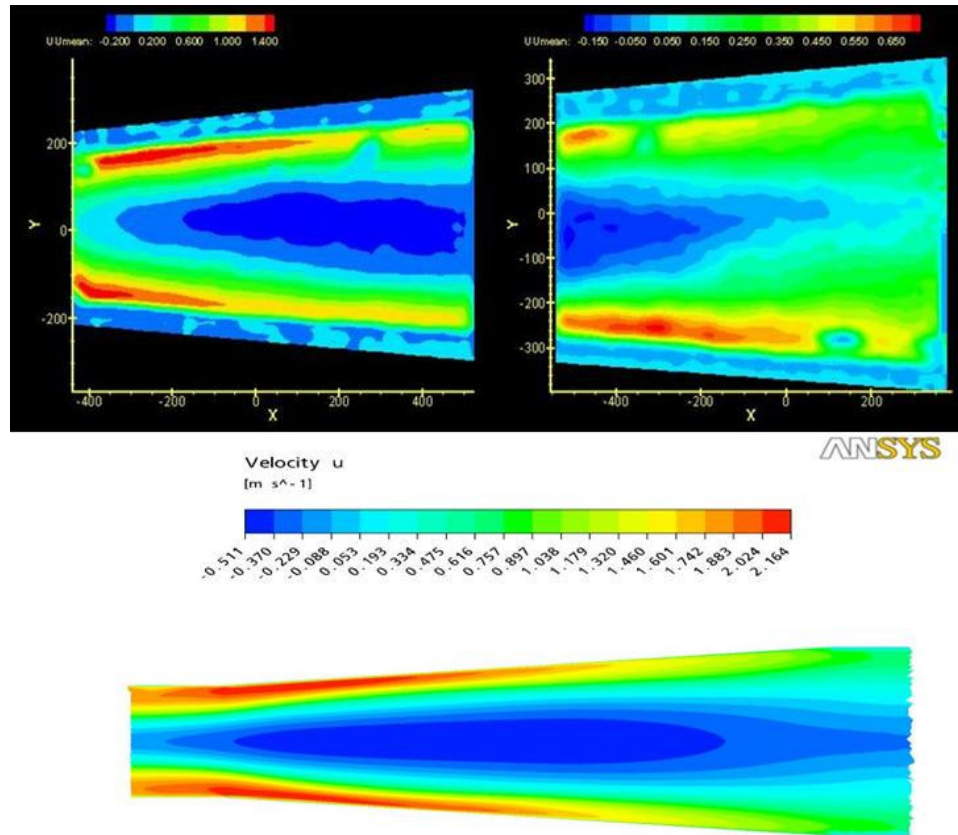 UUmean: -0.200 0.200 0.600 1.000 1.400
200
0
-200
Y
-400 -200 0 200 400
X
UUmean: -0.150 -0.050 0.050 0.150 0.250 0.350 0.450 0.550 0.650
300
200
100
0
-100
-200
-300
Y
-400 -200 0 200
X
ANSYS
Velocity u
[m s^-1]
-0.511 -0.370 -0.229 -0.088 0.053 0.193 0.334 0.475 0.616 0.757 0.897 1.038 1.179 1.320 1.460 1.601 1.742 1.883 2.024 2.164